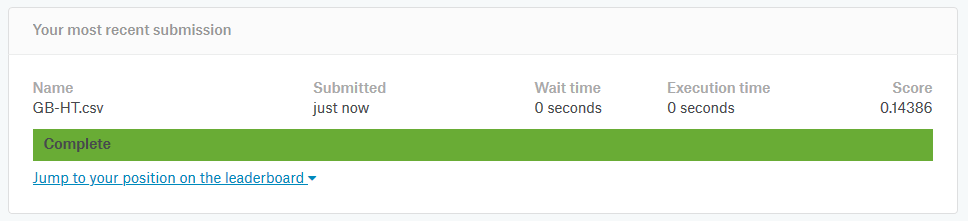 Your most recent submission
Name Submitted Wait time Execution time Score
GB-HT.csv just now 0 seconds 0 seconds 0.14386
Complete
Jump to your position on the leaderboard